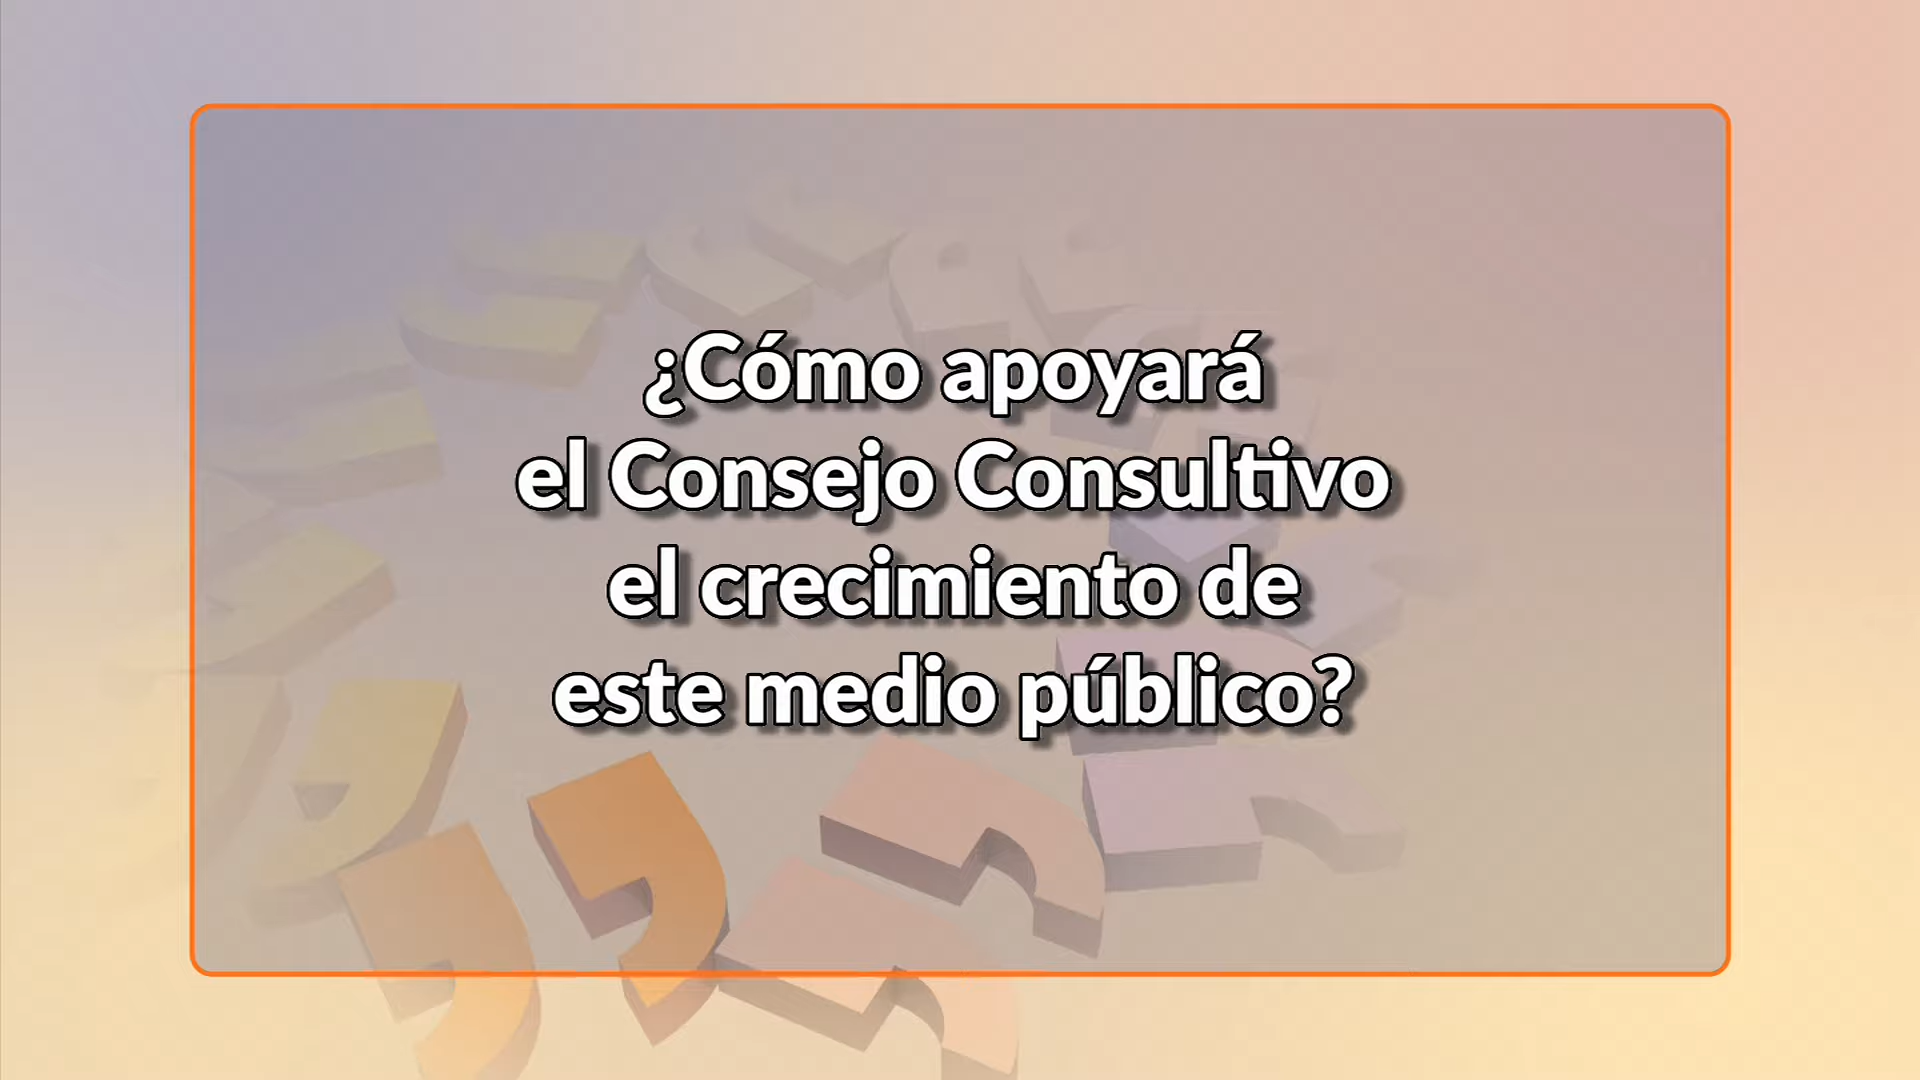 ¿Cómo apoyará
el Consejo Consultivo
el crecimiento de
este medio público?